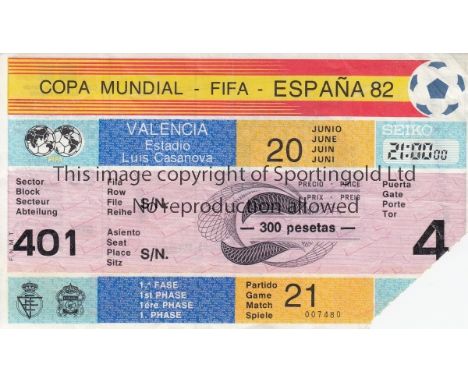 COPA MUNDIAL - FIFA - ESPAÑA 82
VALENCIA
Estadio
Luis Casanova
20
JUNIO
JUNE
JUIN
JUNI
SEIKO
21:00 00
FIFA
This image copyright of Sportingold Ltd
No reproduction allowed
Sector
Block
Secteur
Abteilung
401
Fila
Row
File
Reihe
S/N.
Asiento
Seat
Place
Sitz
S/N.
PRECIO - PRICE
PRIX - PREIS
300 pesetas
Puerta
Gate
Porte
Tor
4
F.N.M.T.
1.ª FASE
1st PHASE
1ére PHASE
1. PHASE
Partido
Game
Match
Spiele
21
007480